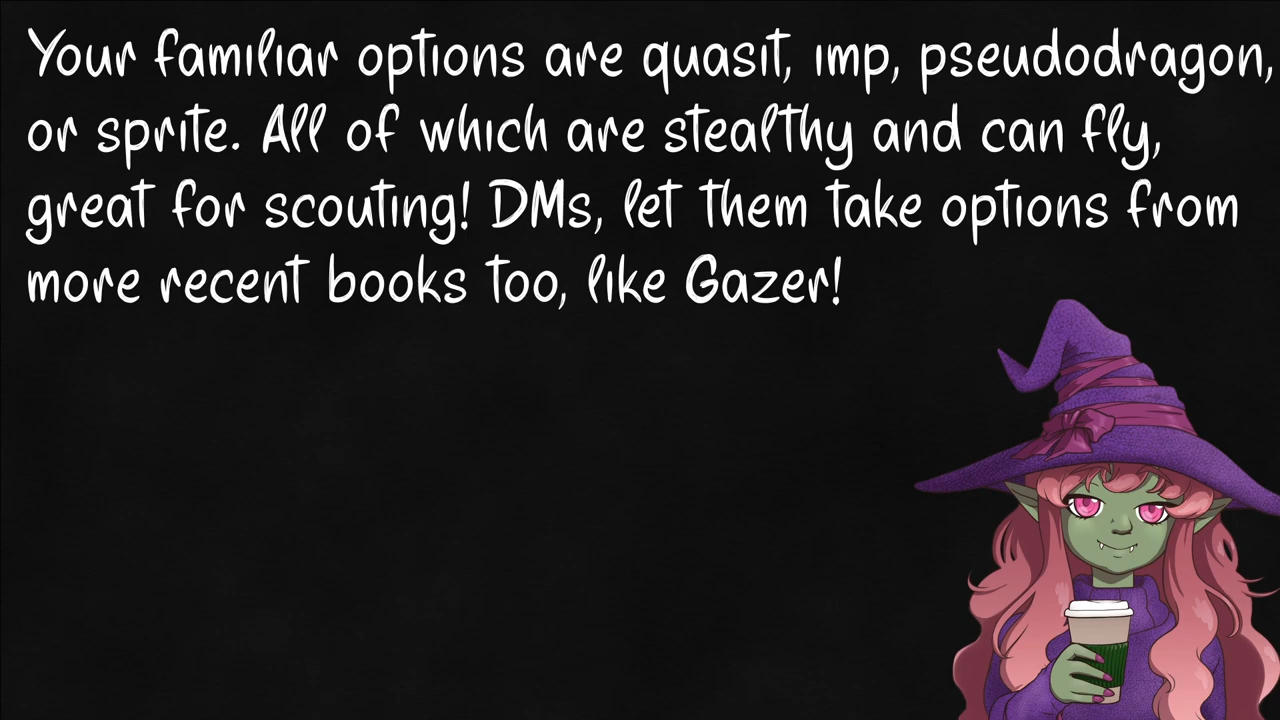 Your familiar options are quasit, imp, pseudodragon,
or sprite. All of which are stealthy and can fly,
great for scouting! DMs, let them take options from
more recent books too, like Gazer!